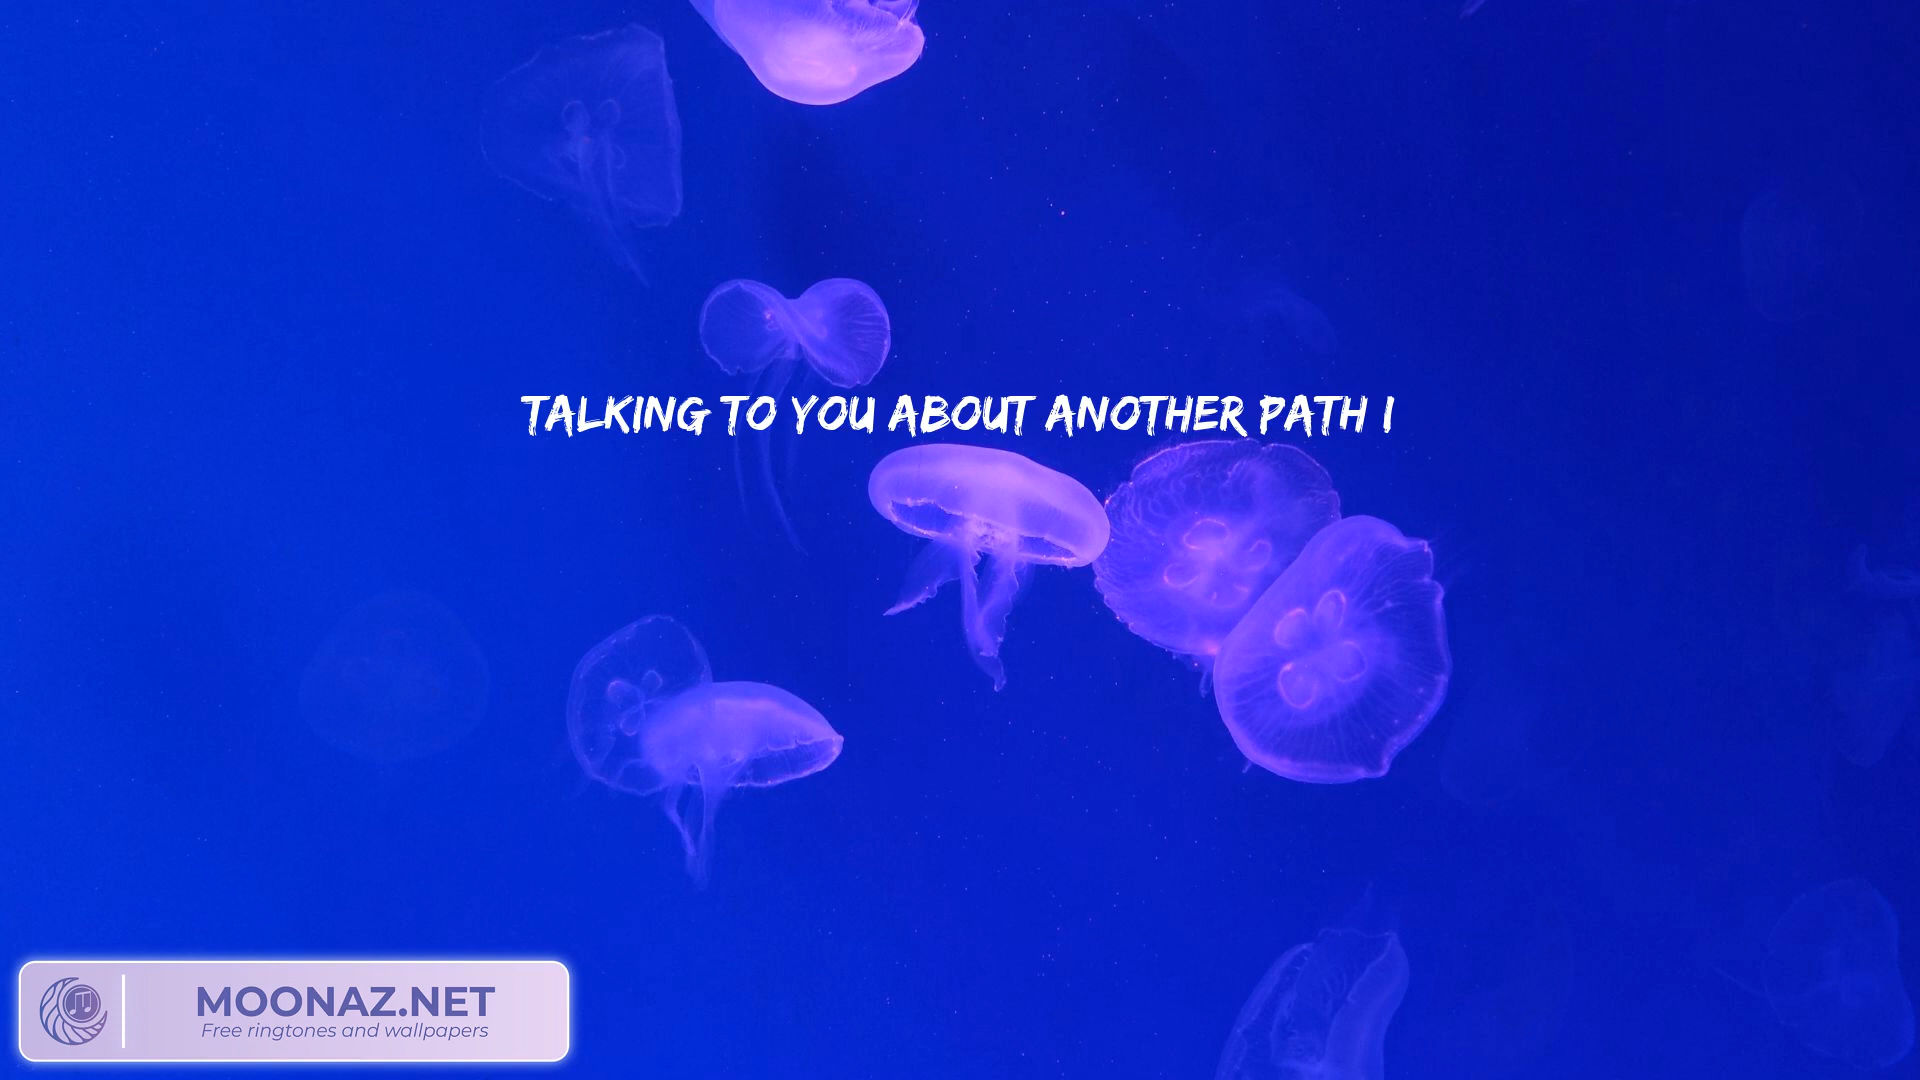 TALKING TO YOU ABOUT ANOTHER PATH I
MOONAZ.NET
Free ringtones and wallpapers